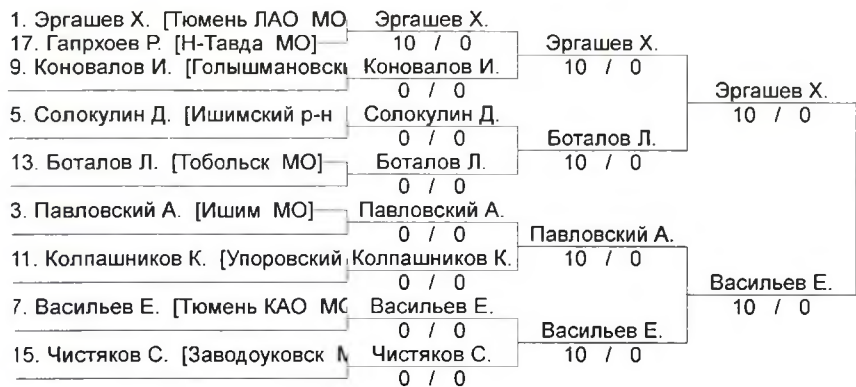 1. Эргашев Х. [Тюмень ЛАО МО Эргашев Х.
17. Гапрхоев Р. [Н-Тавда МО] 10 / 0 Эргашев Х.
9. Коновалов И. [Голышмановски Коновалов И. 10 / 0
0 / 0 Эргашев Х.
5. Солокулин Д. [Ишимский р-н Солокулин Д. 10 / 0
0 / 0 Боталов Л.
13. Боталов Л. [Тобольск МО] Боталов Л. 10 / 0
0 / 0
3. Павловский А. [Ишим МО] Павловский А.
0 / 0 Павловский А.
11. Колпашников К. [Упоровский Колпашников К. 10 / 0
0 / 0 Васильев Е.
7. Васильев Е. [Тюмень КАО МО Васильев Е. 10 / 0
0 / 0 Васильев Е.
15. Чистяков С. [Заводоуковск М Чистяков С. 10 / 0
0 / 0